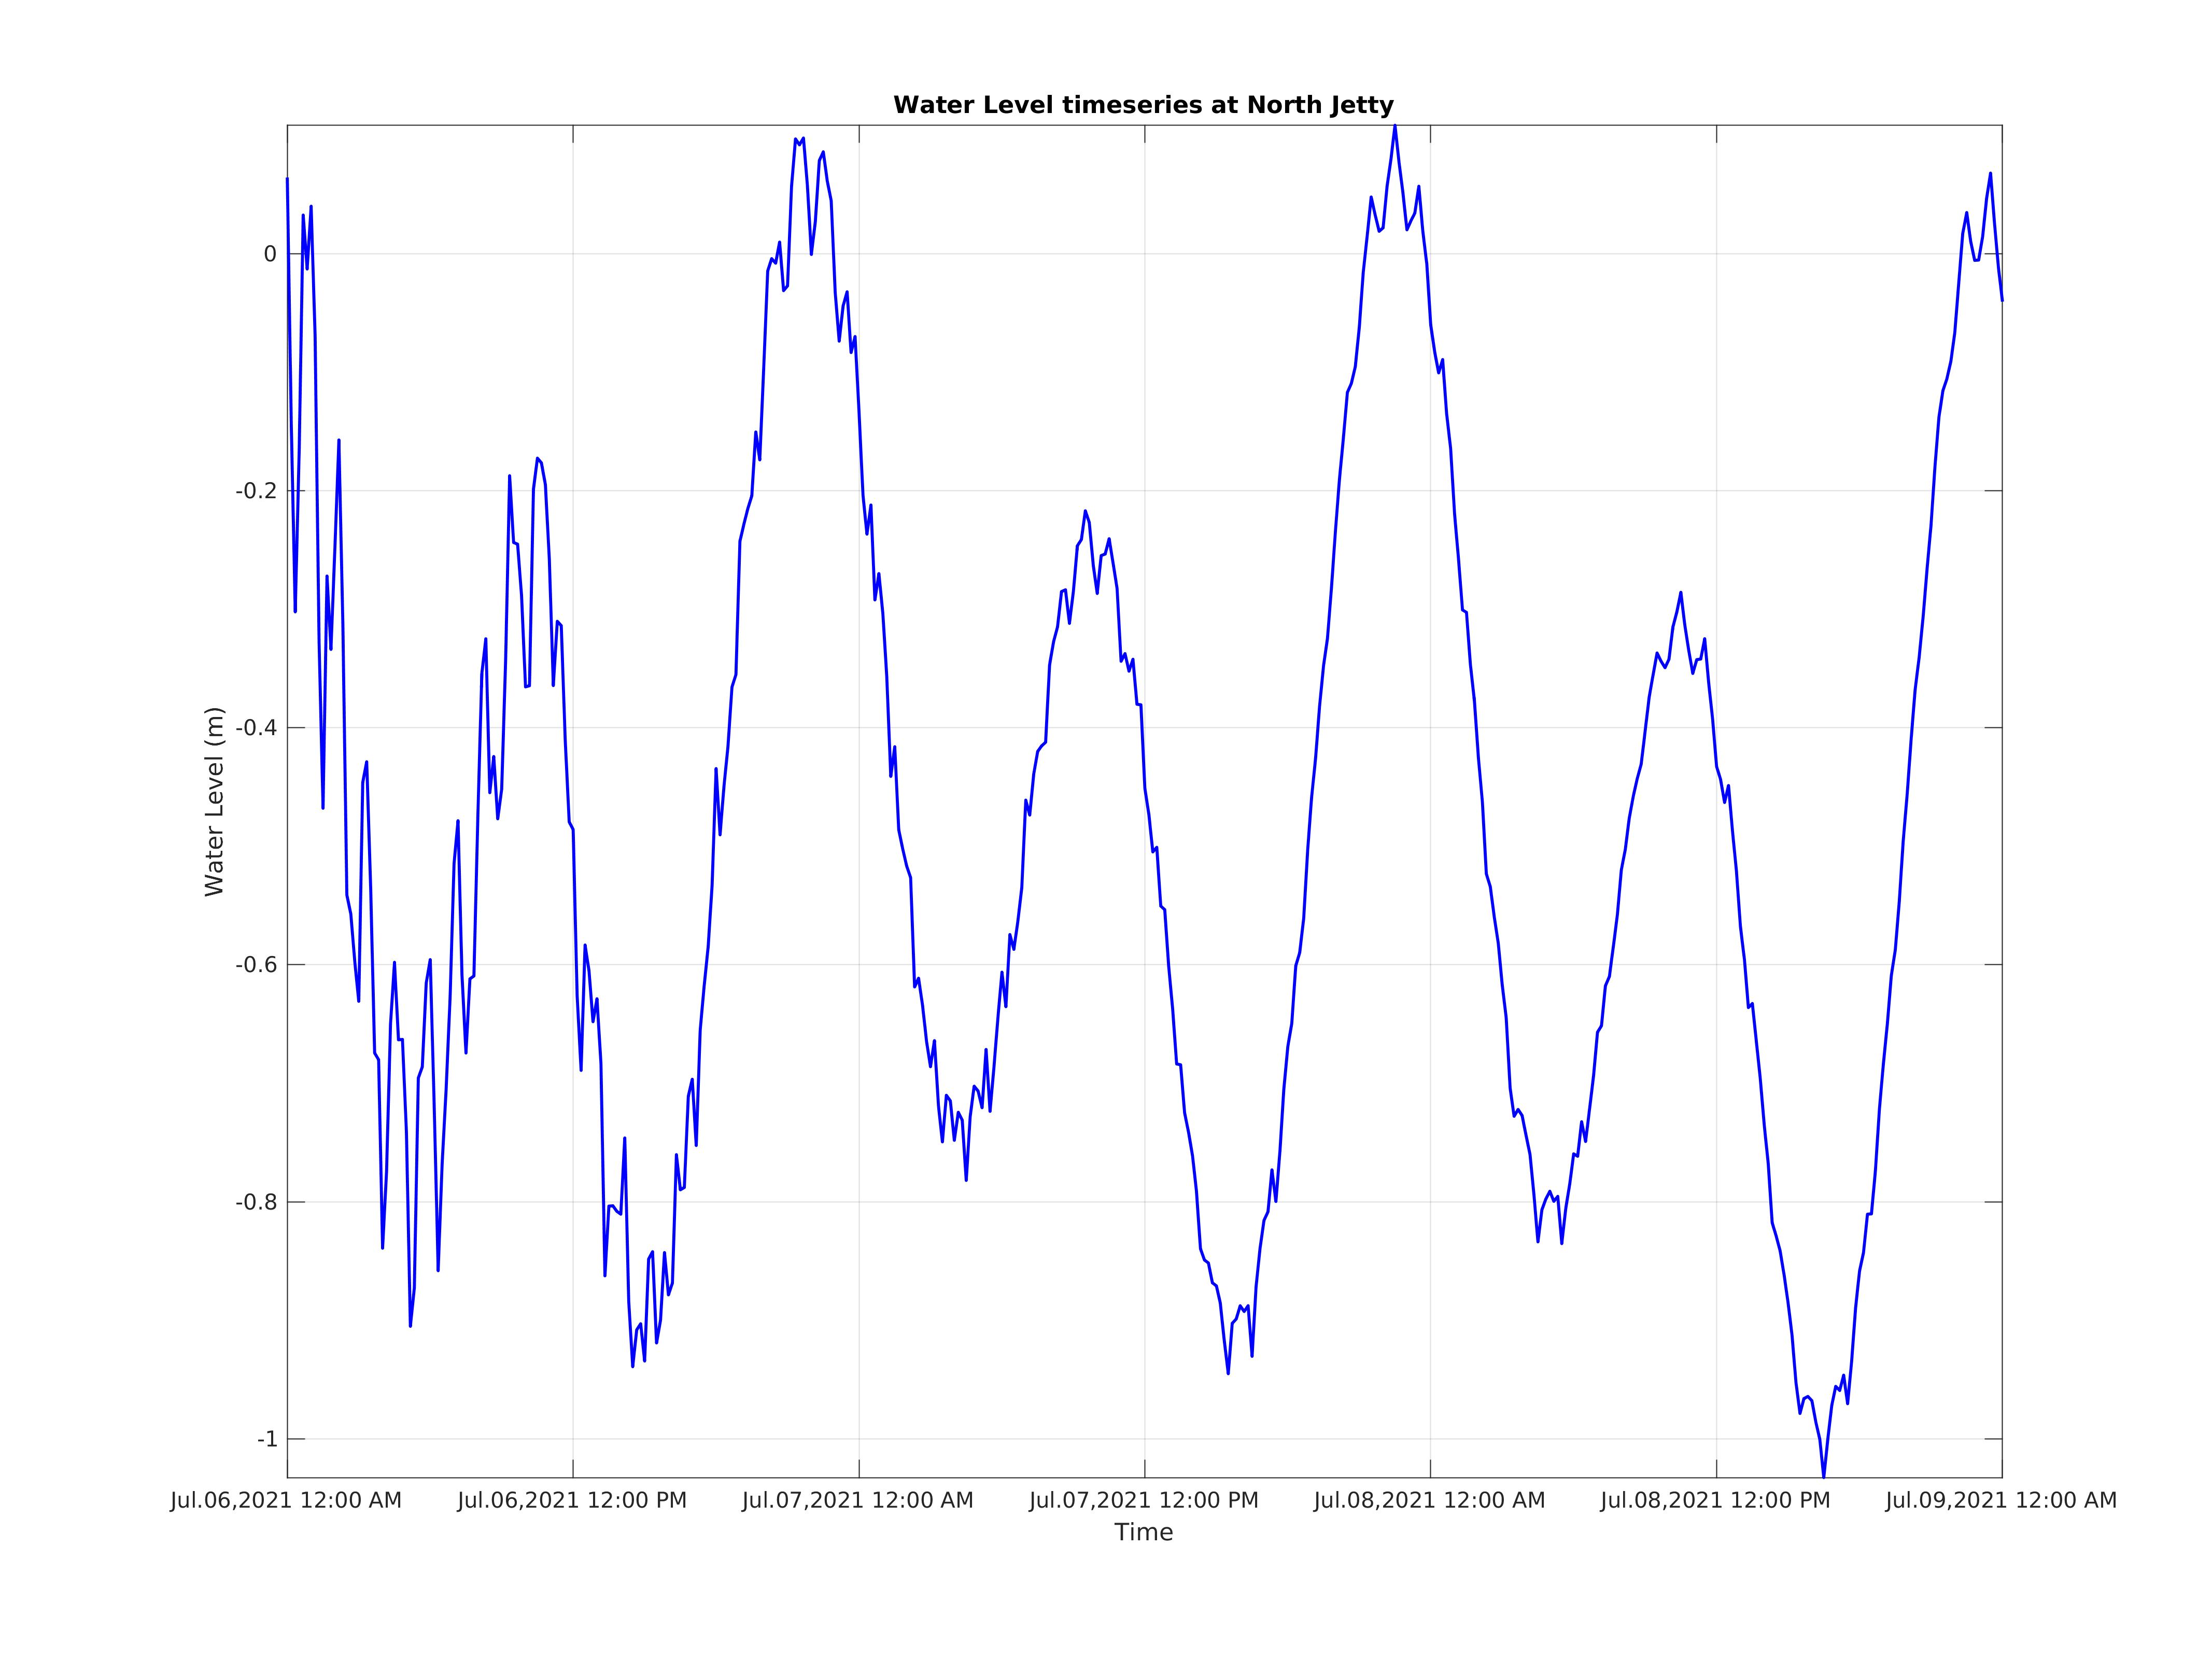 Water Level timeseries at North Jetty
0
-0.2
-0.4
-0.6
-0.8
-1
Water Level (m)
Jul.06,2021 12:00 AM Jul.06,2021 12:00 PM Jul.07,2021 12:00 AM Jul.07,2021 12:00 PM Jul.08,2021 12:00 AM Jul.08,2021 12:00 PM Jul.09,2021 12:00 AM
Time